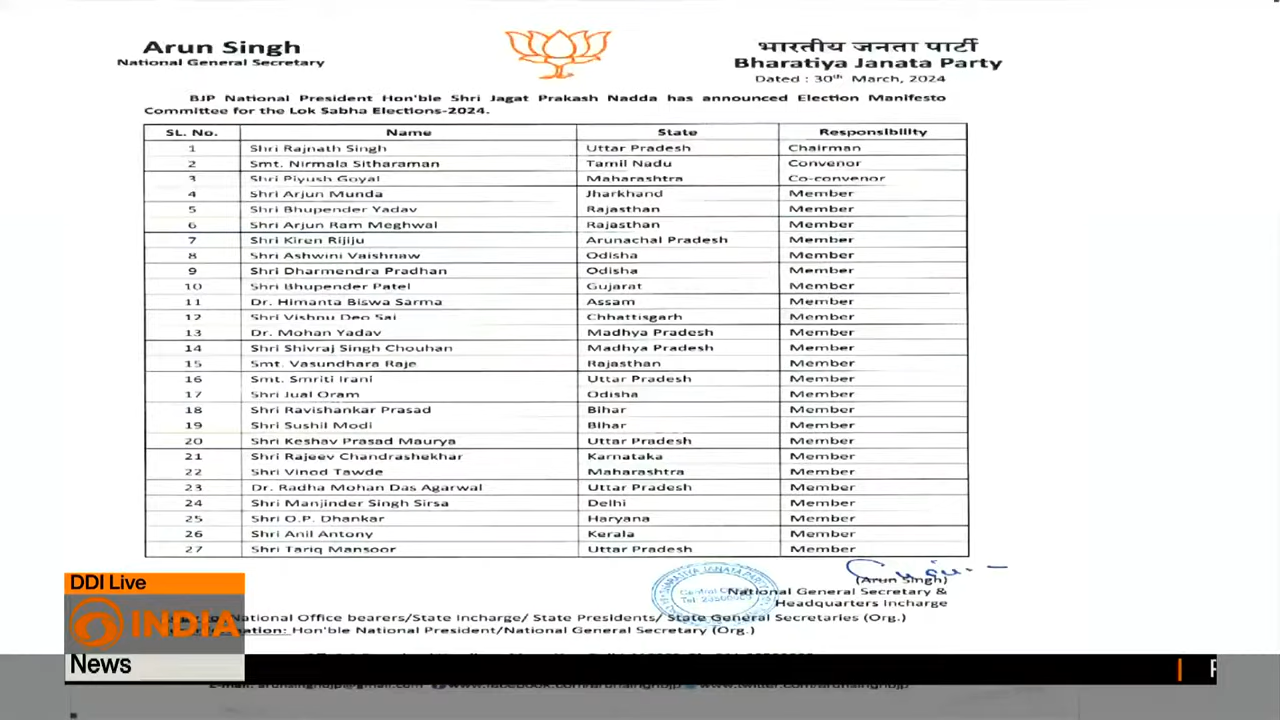 Arun Singh
National General Secretary
भारतीय जनता पार्टी
Bharatiya Janata Party
Dated : 30th March, 2024
BJP National President Hon'ble Shri Jagat Prakash Nadda has announced Election Manifesto
Committee for the Lok Sabha Elections-2024.
SL. No. Name State Responsibility
1 Shri Rajnath Singh Uttar Pradesh Chairman
2 Smt. Nirmala Sitharaman Tamil Nadu Convenor
3 Shri Piyush Goyal Maharashtra Co-convenor
4 Shri Arjun Munda Jharkhand Member
5 Shri Bhupender Yadav Rajasthan Member
6 Shri Arjun Ram Meghwal Rajasthan Member
7 Shri Kiren Rijiju Arunachal Pradesh Member
8 Shri Ashwini Vaishnaw Odisha Member
9 Shri Dharmendra Pradhan Odisha Member
10 Shri Bhupender Patel Gujarat Member
11 Dr. Himanta Biswa Sarma Assam Member
12 Shri Vishnu Deo Sai Chhattisgarh Member
13 Dr. Mohan Yadav Madhya Pradesh Member
14 Shri Shivraj Singh Chouhan Madhya Pradesh Member
15 Smt. Vasundhara Raje Rajasthan Member
16 Smt. Smriti Irani Uttar Pradesh Member
17 Shri Jual Oram Odisha Member
18 Shri Ravishankar Prasad Bihar Member
19 Shri Sushil Modi Bihar Member
20 Shri Keshav Prasad Maurya Uttar Pradesh Member
21 Shri Rajeev Chandrashekhar Karnataka Member
22 Shri Vinod Tawde Maharashtra Member
23 Dr. Radha Mohan Das Agarwal Uttar Pradesh Member
24 Shri Manjinder Singh Sirsa Delhi Member
25 Shri O.P. Dhankar Haryana Member
26 Shri Anil Antony Kerala Member
27 Shri Tariq Mansoor Uttar Pradesh Member
(Arun Singh)
National General Secretary &
Headquarters Incharge
National Office bearers/State Incharge/ State Presidents/ State General Secretaries (Org.)
Hon'ble National President/National General Secretary (Org.)
DDI Live
INDIA
News